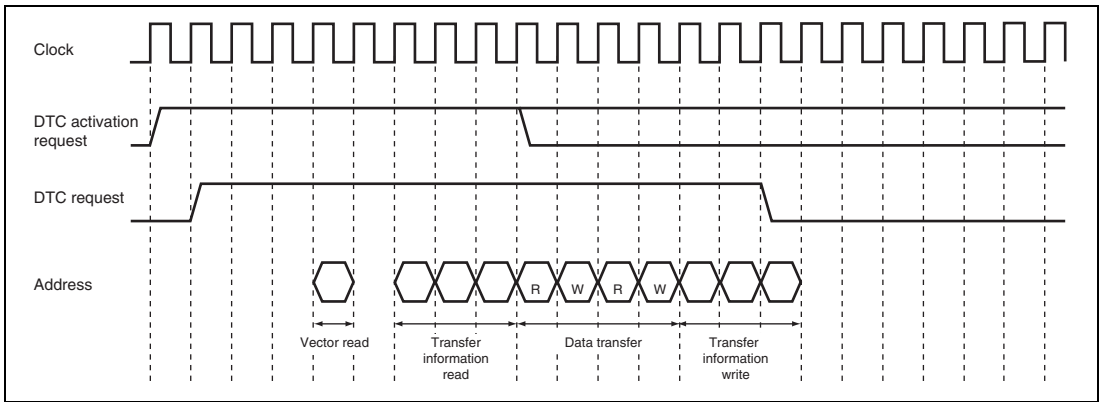 Clock
DTC activation
request
DTC request
Address
R W R W
Vector read
Transfer
information
read
Data transfer
Transfer
information
write